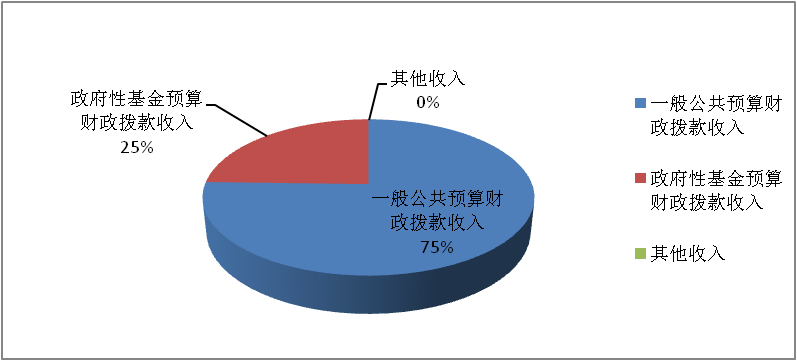 其他收入
0%
政府性基金预算
财政拨款收入
25%
一般公共预算财
政拨款收入
75%
一般公共预算财
政拨款收入
政府性基金预算
财政拨款收入
其他收入